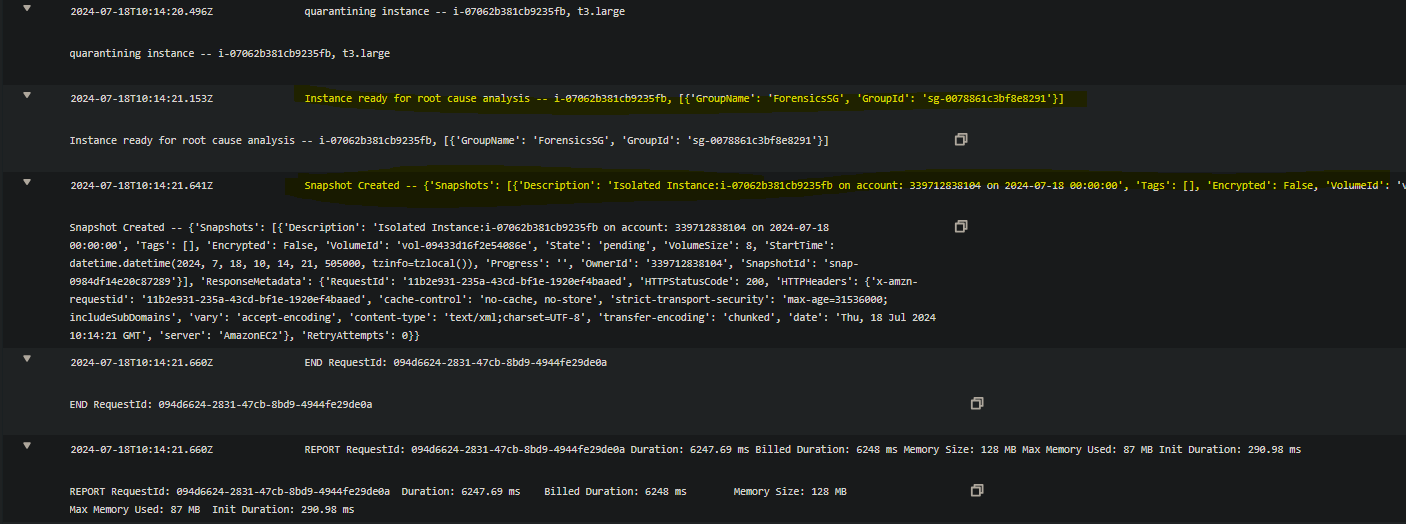 2024-07-18T10:14:20.496Z quarantining instance -- i-07062b381cb9235fb, t3.large
quarantining instance -- i-07062b381cb9235fb, t3.large
2024-07-18T10:14:21.153Z Instance ready for root cause analysis -- i-07062b381cb9235fb, [{'GroupName': 'ForensicsSG', 'GroupId': 'sg-0078861c3bf8e8291'}]
Instance ready for root cause analysis -- i-07062b381cb9235fb, [{'GroupName': 'ForensicsSG', 'GroupId': 'sg-0078861c3bf8e8291'}]
2024-07-18T10:14:21.641Z Snapshot Created -- {'Snapshots': [{'Description': 'Isolated Instance:i-07062b381cb9235fb on account: 339712838104 on 2024-07-18 00:00:00', 'Tags': [], 'Encrypted': False, 'VolumeId': 'v
Snapshot Created -- {'Snapshots': [{'Description': 'Isolated Instance:i-07062b381cb9235fb on account: 339712838104 on 2024-07-18
00:00:00', 'Tags': [], 'Encrypted': False, 'VolumeId': 'vol-09433d16f2e54086e', 'State': 'pending', 'VolumeSize': 8, 'StartTime':
datetime.datetime(2024, 7, 18, 10, 14, 21, 505000, tzinfo=tzlocal()), 'Progress': '', 'OwnerId': '339712838104', 'SnapshotId': 'snap-
0984df14e20c87289'}], 'ResponseMetadata': {'RequestId': '11b2e931-235a-43cd-bf1e-1920ef4baaed', 'HTTPStatusCode': 200, 'HTTPHeaders': {'x-amzn-
requestid': '11b2e931-235a-43cd-bf1e-1920ef4baaed', 'cache-control': 'no-cache, no-store', 'strict-transport-security': 'max-age=31536000;
includeSubDomains', 'vary': 'accept-encoding', 'content-type': 'text/xml;charset=UTF-8', 'transfer-encoding': 'chunked', 'date': 'Thu, 18 Jul 2024
10:14:21 GMT', 'server': 'AmazonEC2'}, 'RetryAttempts': 0}}
2024-07-18T10:14:21.660Z END RequestId: 094d6624-2831-47cb-8bd9-4944fe29de0a
END RequestId: 094d6624-2831-47cb-8bd9-4944fe29de0a
2024-07-18T10:14:21.660Z REPORT RequestId: 094d6624-2831-47cb-8bd9-4944fe29de0a Duration: 6247.69 ms Billed Duration: 6248 ms Memory Size: 128 MB Max Memory Used: 87 MB Init Duration: 290.98 ms
REPORT RequestId: 094d6624-2831-47cb-8bd9-4944fe29de0a Duration: 6247.69 ms Billed Duration: 6248 ms Memory Size: 128 MB
Max Memory Used: 87 MB Init Duration: 290.98 ms